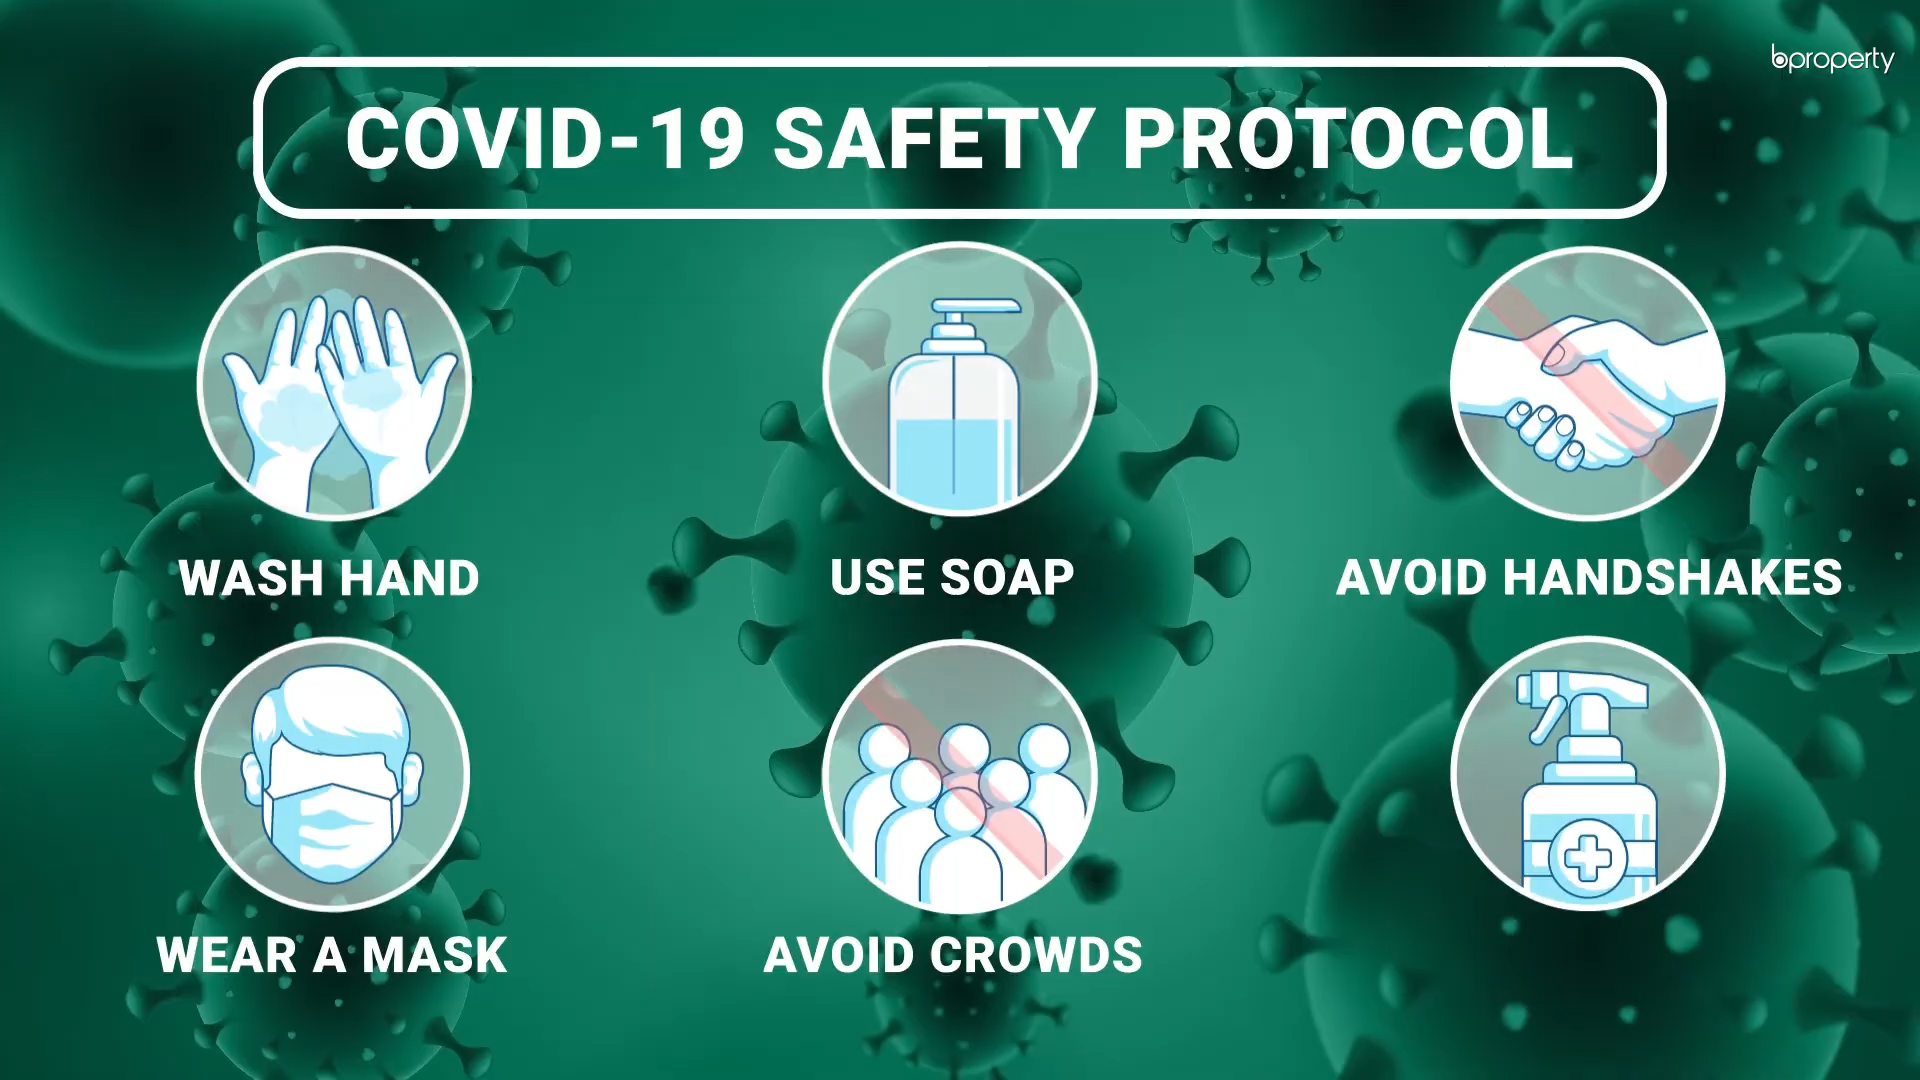 bproperty
COVID-19 SAFETY PROTOCOL
WASH HAND
USE SOAP
AVOID HANDSHAKES
WEAR A MASK
AVOID CROWDS